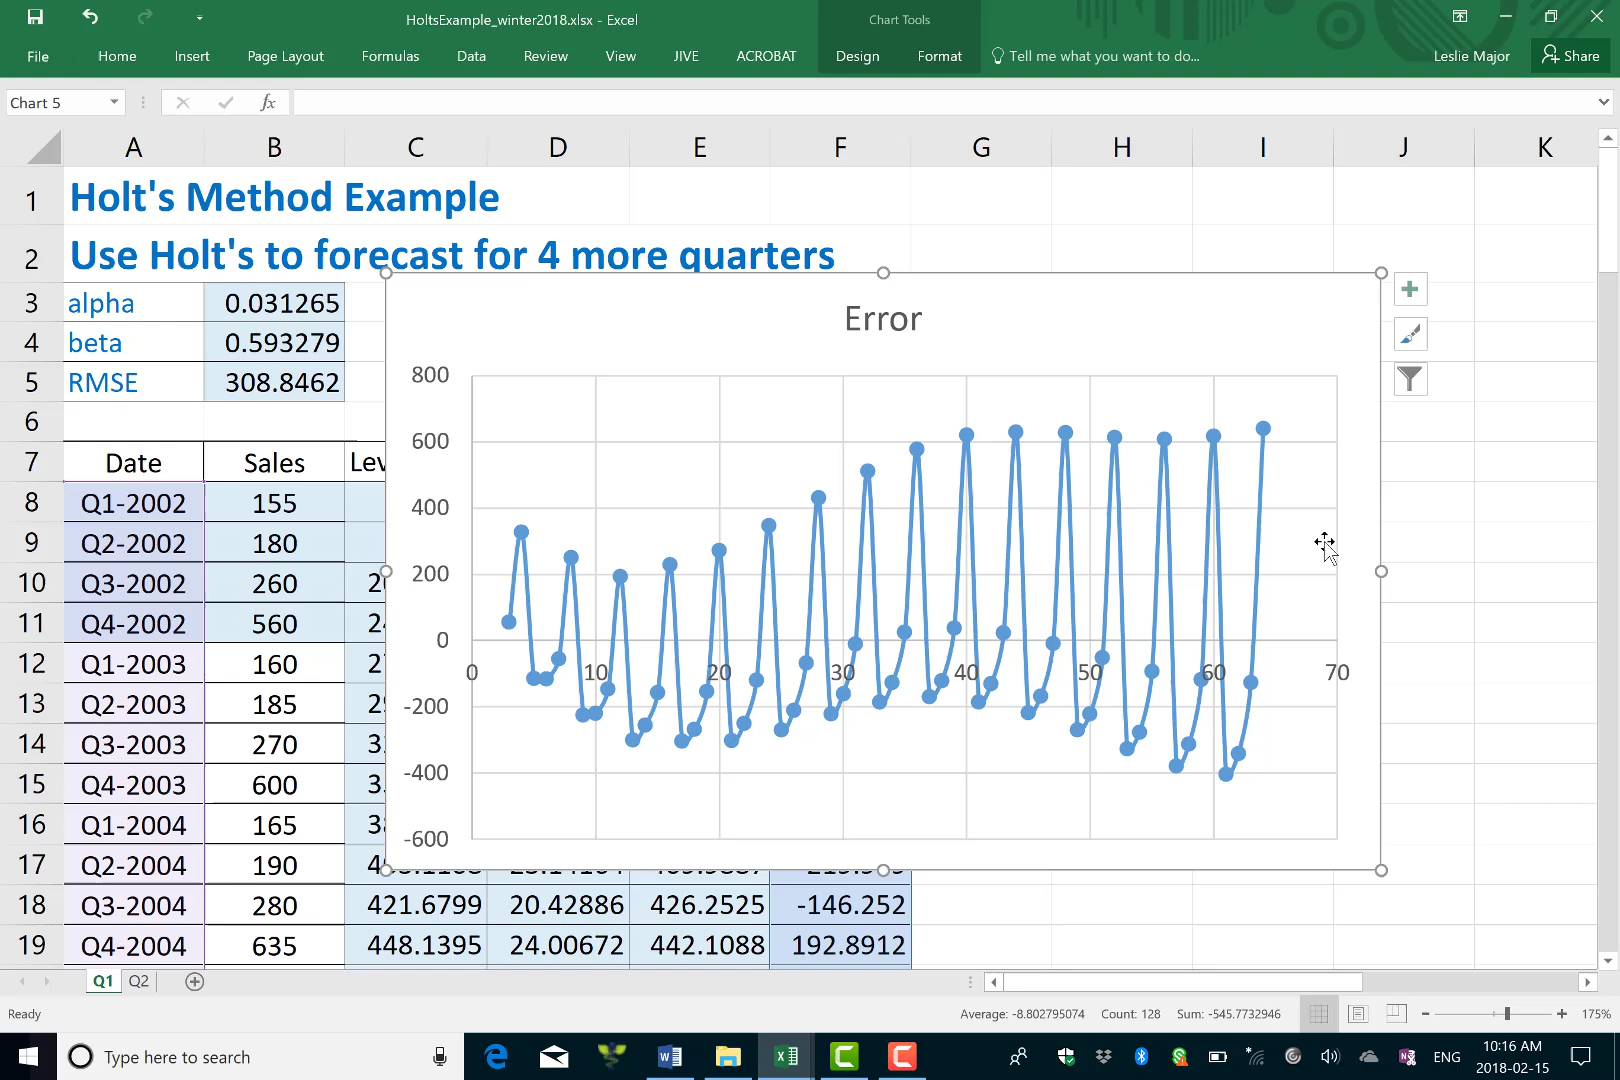 HoltsExample_winter2018.xlsx - Excel
Chart Tools
File Home Insert Page Layout Formulas Data Review View JIVE ACROBAT Design Format Tell me what you want to do... Leslie Major Share
Chart 5 fx
A B C D E F G H I J K
1 Holt's Method Example
2 Use Holt's to forecast for 4 more quarters
3 alpha 0.031265
4 beta 0.593279
5 RMSE 308.8462
6
7 Date Sales Lev
8 Q1-2002 155
9 Q2-2002 180
10 Q3-2002 260
11 Q4-2002 560
12 Q1-2003 160
13 Q2-2003 185
14 Q3-2003 270
15 Q4-2003 600
16 Q1-2004 165
17 Q2-2004 190
18 Q3-2004 280 421.6799 20.42886 426.2525 -146.252
19 Q4-2004 635 448.1395 24.00672 442.1088 192.8912
Error
800
600
400
200
0
0 10 20 30 40 50 60 70
-200
-400
-600
Q1 Q2
Ready Average: -8.802795074 Count: 128 Sum: -545.7732946 175%
Type here to search ENG 10:16 AM
2018-02-15